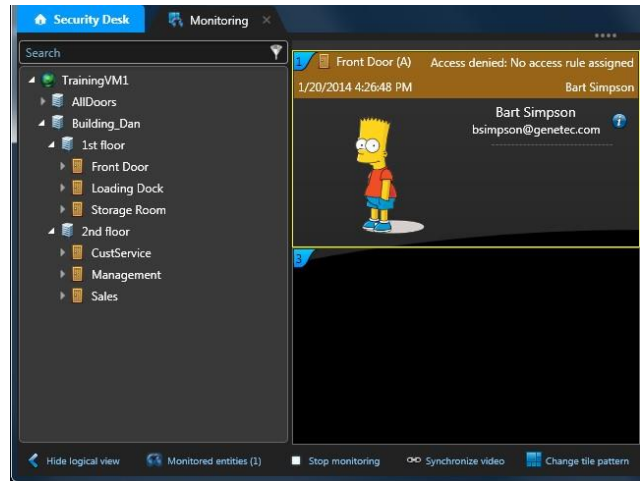 Security Desk
Monitoring
Search
TrainingVM1
AllDoors
Building_Dan
1st floor
Front Door
Loading Dock
Storage Room
2nd floor
CustService
Management
Sales
1
Front Door (A) Access denied: No access rule assigned
1/20/2014 4:26:48 PM Bart Simpson
Bart Simpson
bsimpson@genetec.com
3
Hide logical view Monitored entities (1) Stop monitoring Synchronize video Change tile pattern